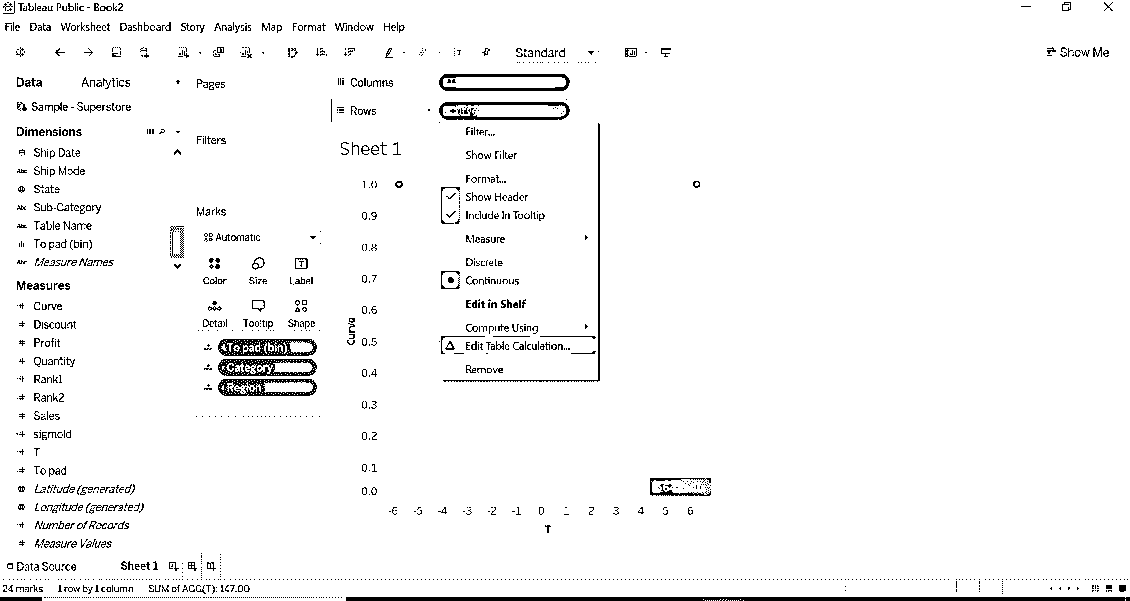 Tableau Public - Book2
File Data Worksheet Dashboard Story Analysis Map Format Window Help
Standard
Show Me
Data Analytics
Pages
Columns
Sample - Superstore
Rows
Dimensions
Filters
Ship Date
Abc Ship Mode
State
Abc Sub-Category
Abc Table Name
To pad (bin)
Abc Measure Names
Measures
Curve
Discount
Profit
Quantity
Rank1
Rank2
Sales
sigmoid
T
To pad
Latitude (generated)
Longitude (generated)
Number of Records
Measure Values
Marks
Automatic
Color Size Label
Detail Tooltip Shape
To pad (bin)
Category
Region
Sheet 1
Filter...
Show Filter
Format...
Show Header
Include in Tooltip
Measure
Discrete
Continuous
Edit in Shelf
Compute Using
Edit Table Calculation...
Remove
Curve
1.0
0.9
0.8
0.7
0.6
0.5
0.4
0.3
0.2
0.1
0.0
-6 -5 -4 -3 -2 -1 0 1 2 3 4 5 6
T
Data Source Sheet 1
24 marks 1 row by 1 column SUM of AGG(T): 147.00